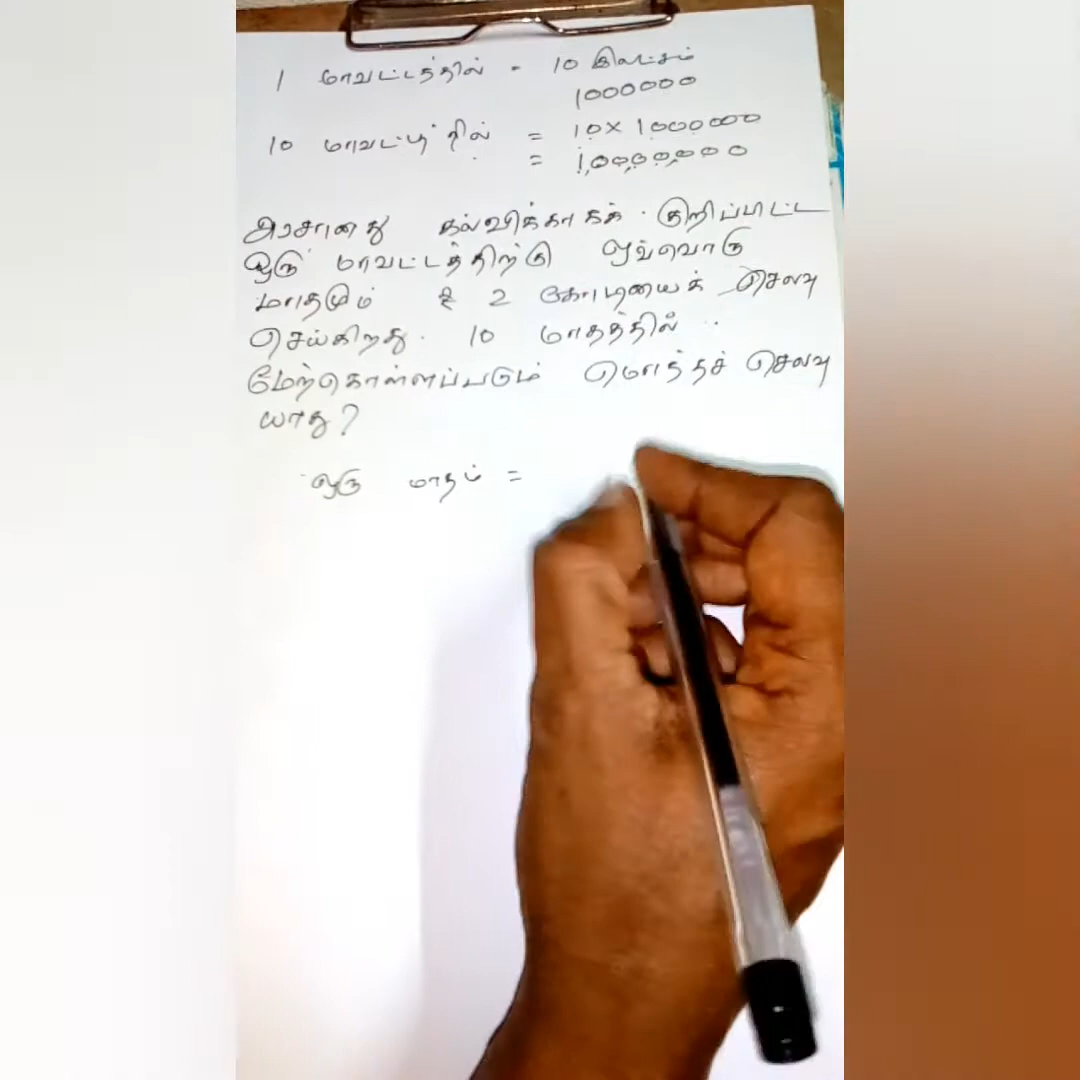 1 மாவட்டத்தில் = 10 இலட்சம்
1000000
10 மாவட்டத்தில் = 10 × 1000000
= 1,00,00,000
அரசானது கல்விக்காகக் குறிப்பிட்ட
ஒரு மாவட்டத்திற்கு ஒவ்வொரு
மாதமும் ₹ 2 கோடியைக் செலவு
செய்கிறது. 10 மாதத்தில்
மேற்கொள்ளப்படும் மொத்தச் செலவு
யாது?
ஒரு மாதம் =